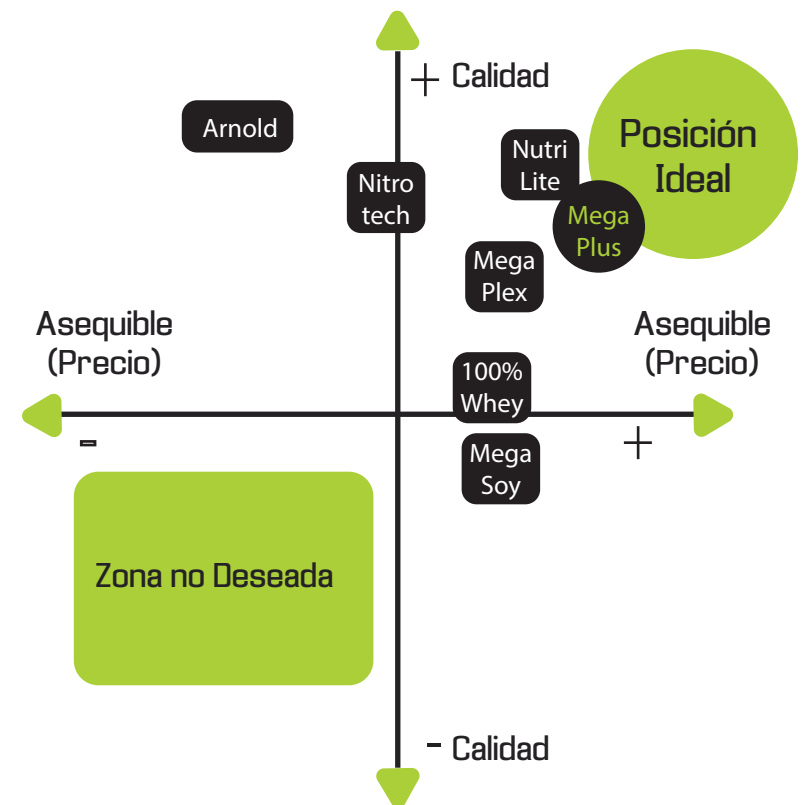 + Calidad
Arnold
Nutri
Lite
Posición
Ideal
Nitro
tech
Mega
Plus
Mega
Plex
Asequible
(Precio)
Asequible
(Precio)
100%
Whey
-
+
Mega
Soy
Zona no Deseada
- Calidad